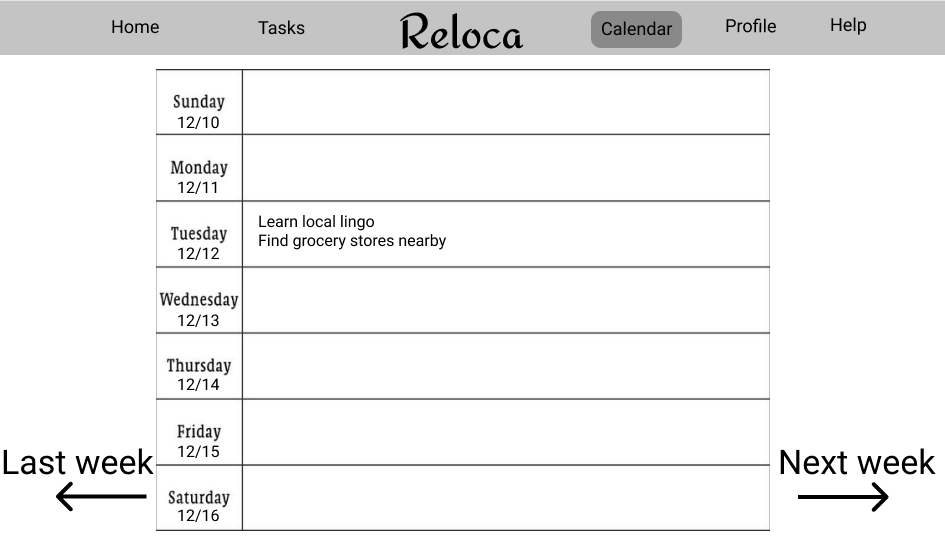 Home Tasks Reloca Calendar Profile Help
Sunday
12/10
Monday
12/11
Tuesday
12/12
Learn local lingo
Find grocery stores nearby
Wednesday
12/13
Thursday
12/14
Friday
12/15
Saturday
12/16
Last week
Next week